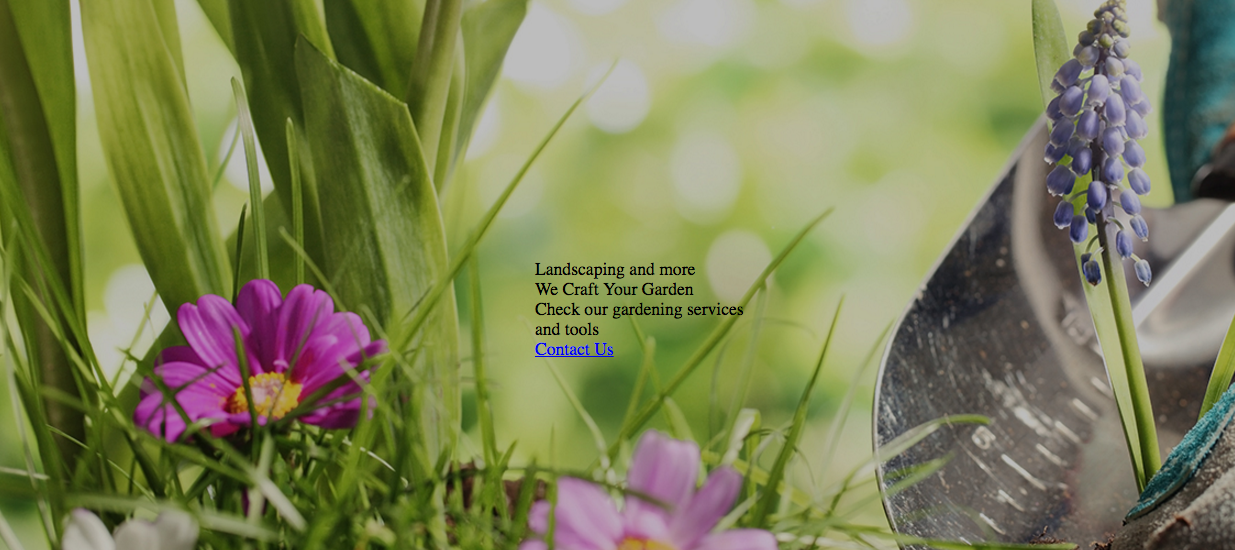 Landscaping and more
We Craft Your Garden
Check our gardening services
and tools
Contact Us